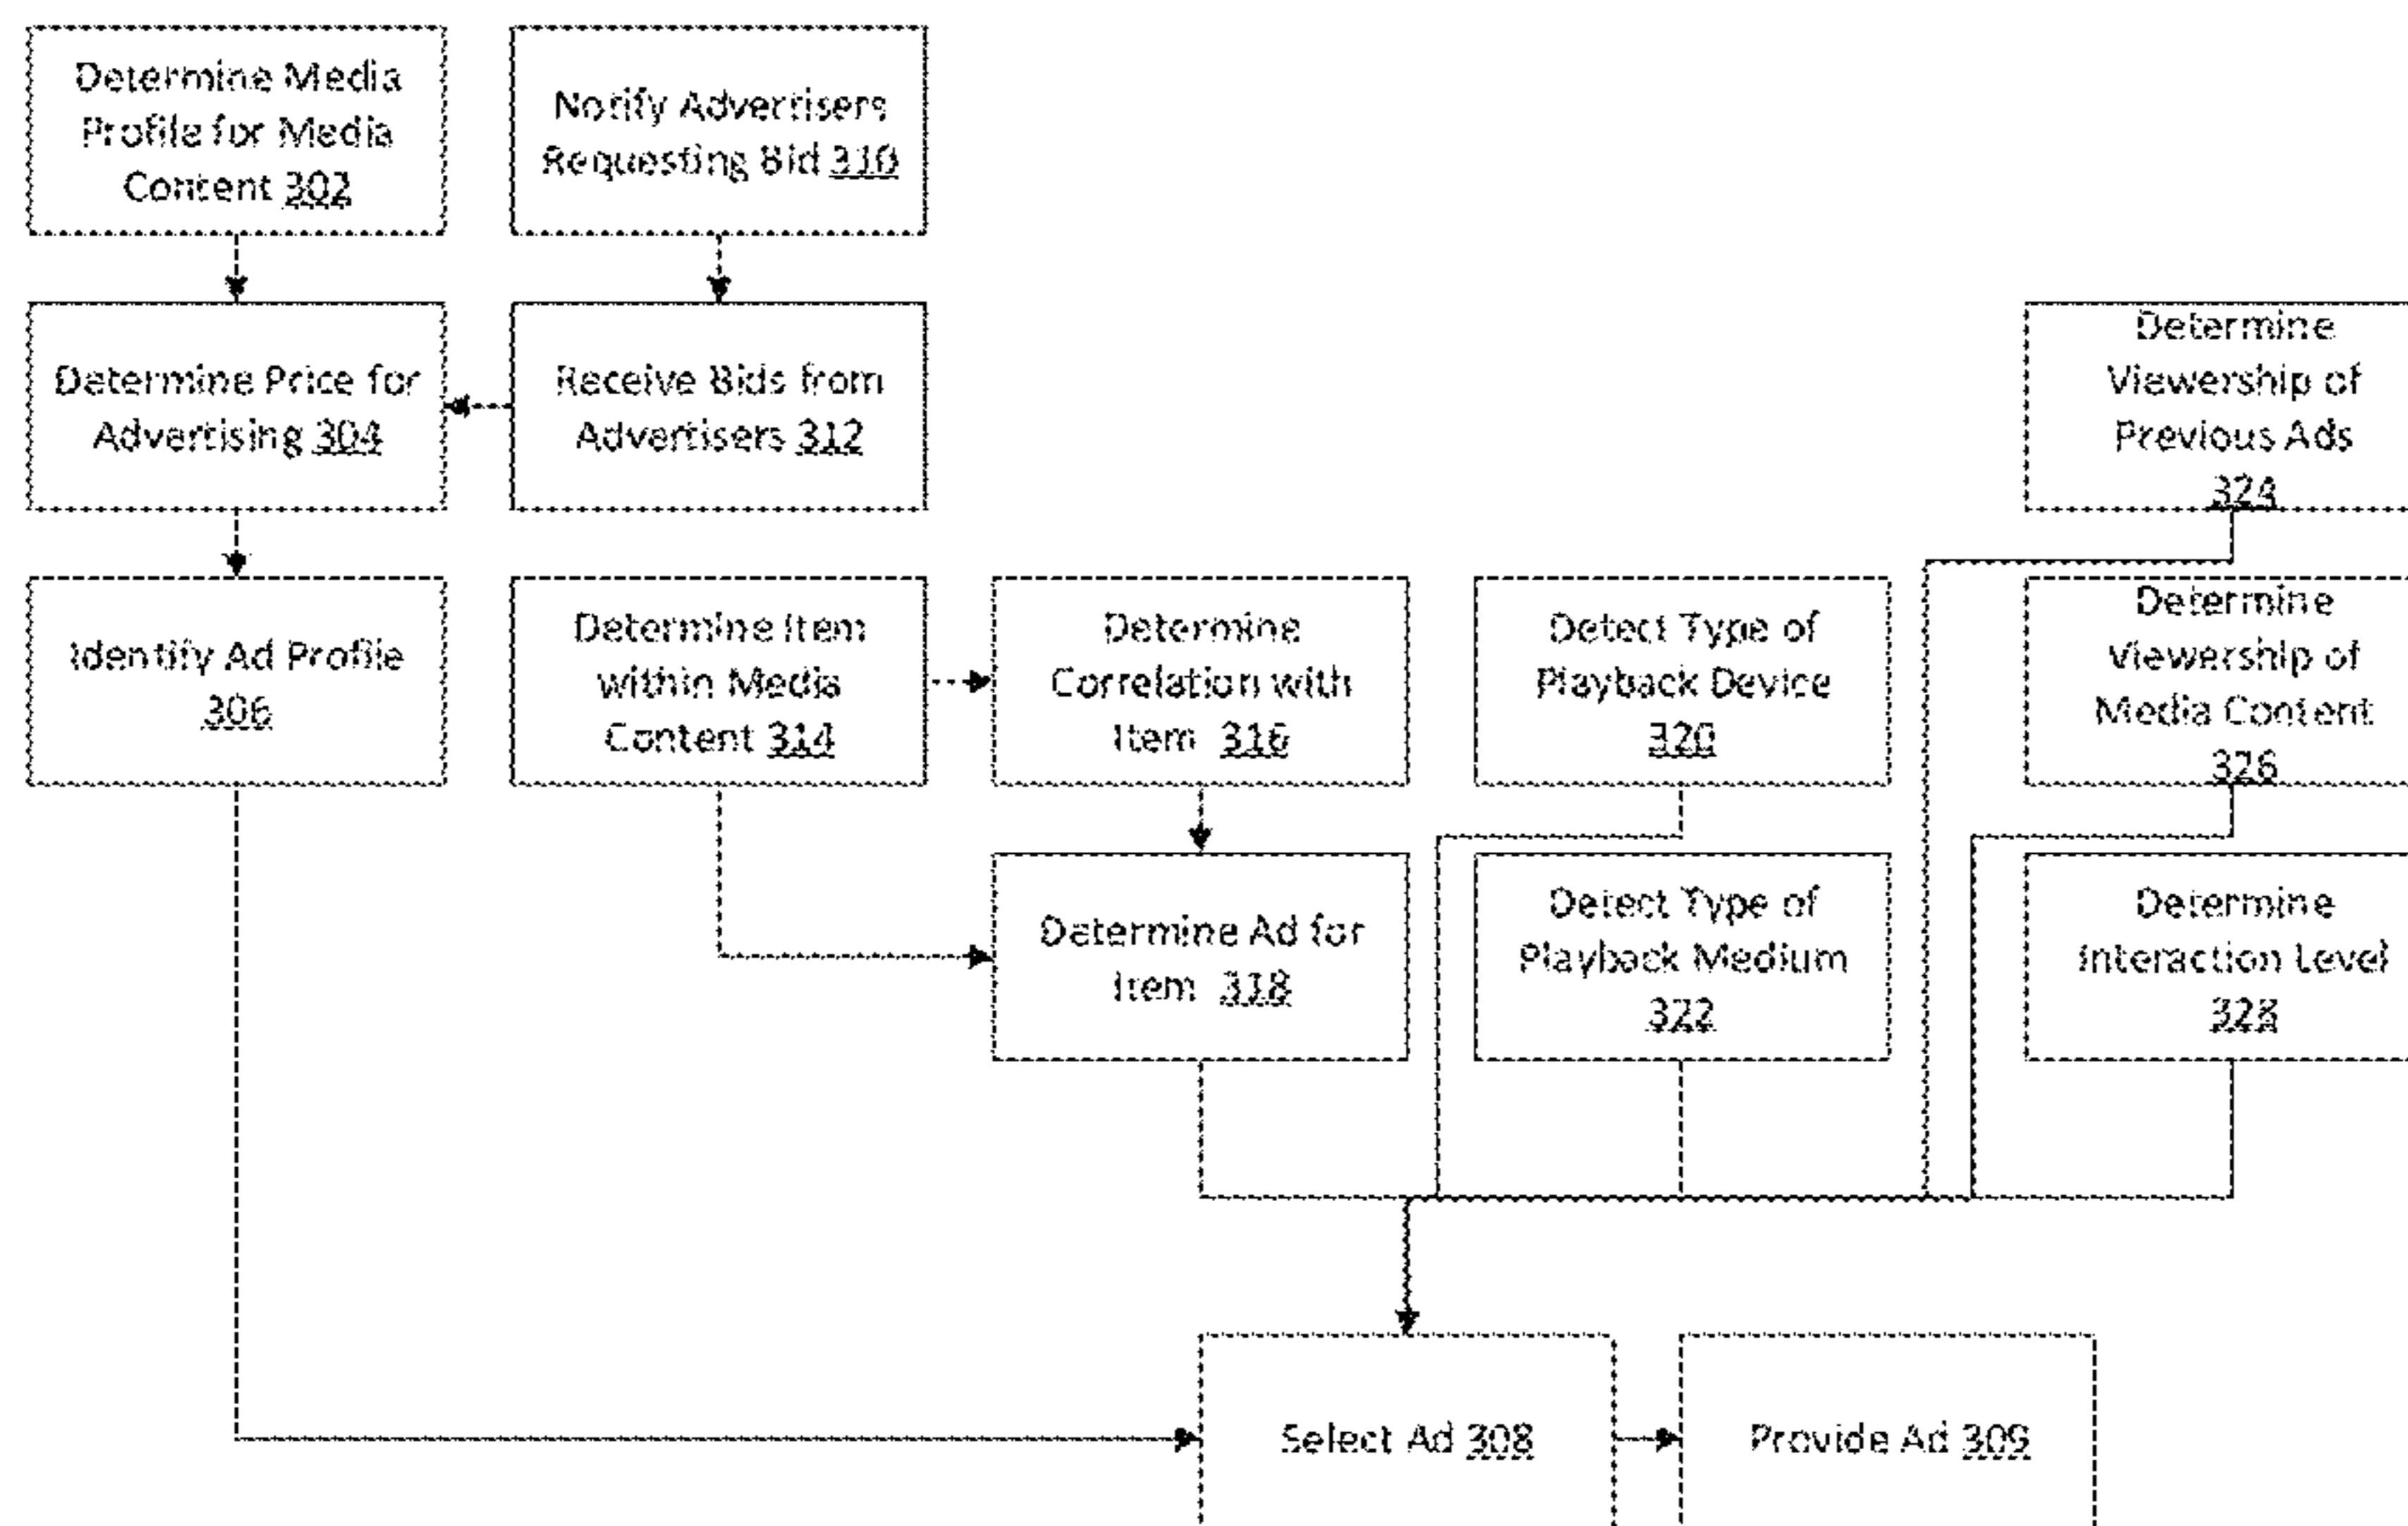 Determine Media
Profile for Media
Content 302
Notify Advertisers
Requesting Bid 310
Determine Price for
Advertising 304
Receive Bids from
Advertisers 312
Determine
Viewership of
Previous Ads
324
Identify Ad Profile
306
Determine Item
within Media
Content 314
Determine
Correlation with
Item 316
Detect Type of
Playback Device
320
Determine
Viewership of
Media Content
326
Determine Ad for
Item 318
Detect Type of
Playback Medium
322
Determine
Interaction Level
328
Select Ad 308
Provide Ad 309